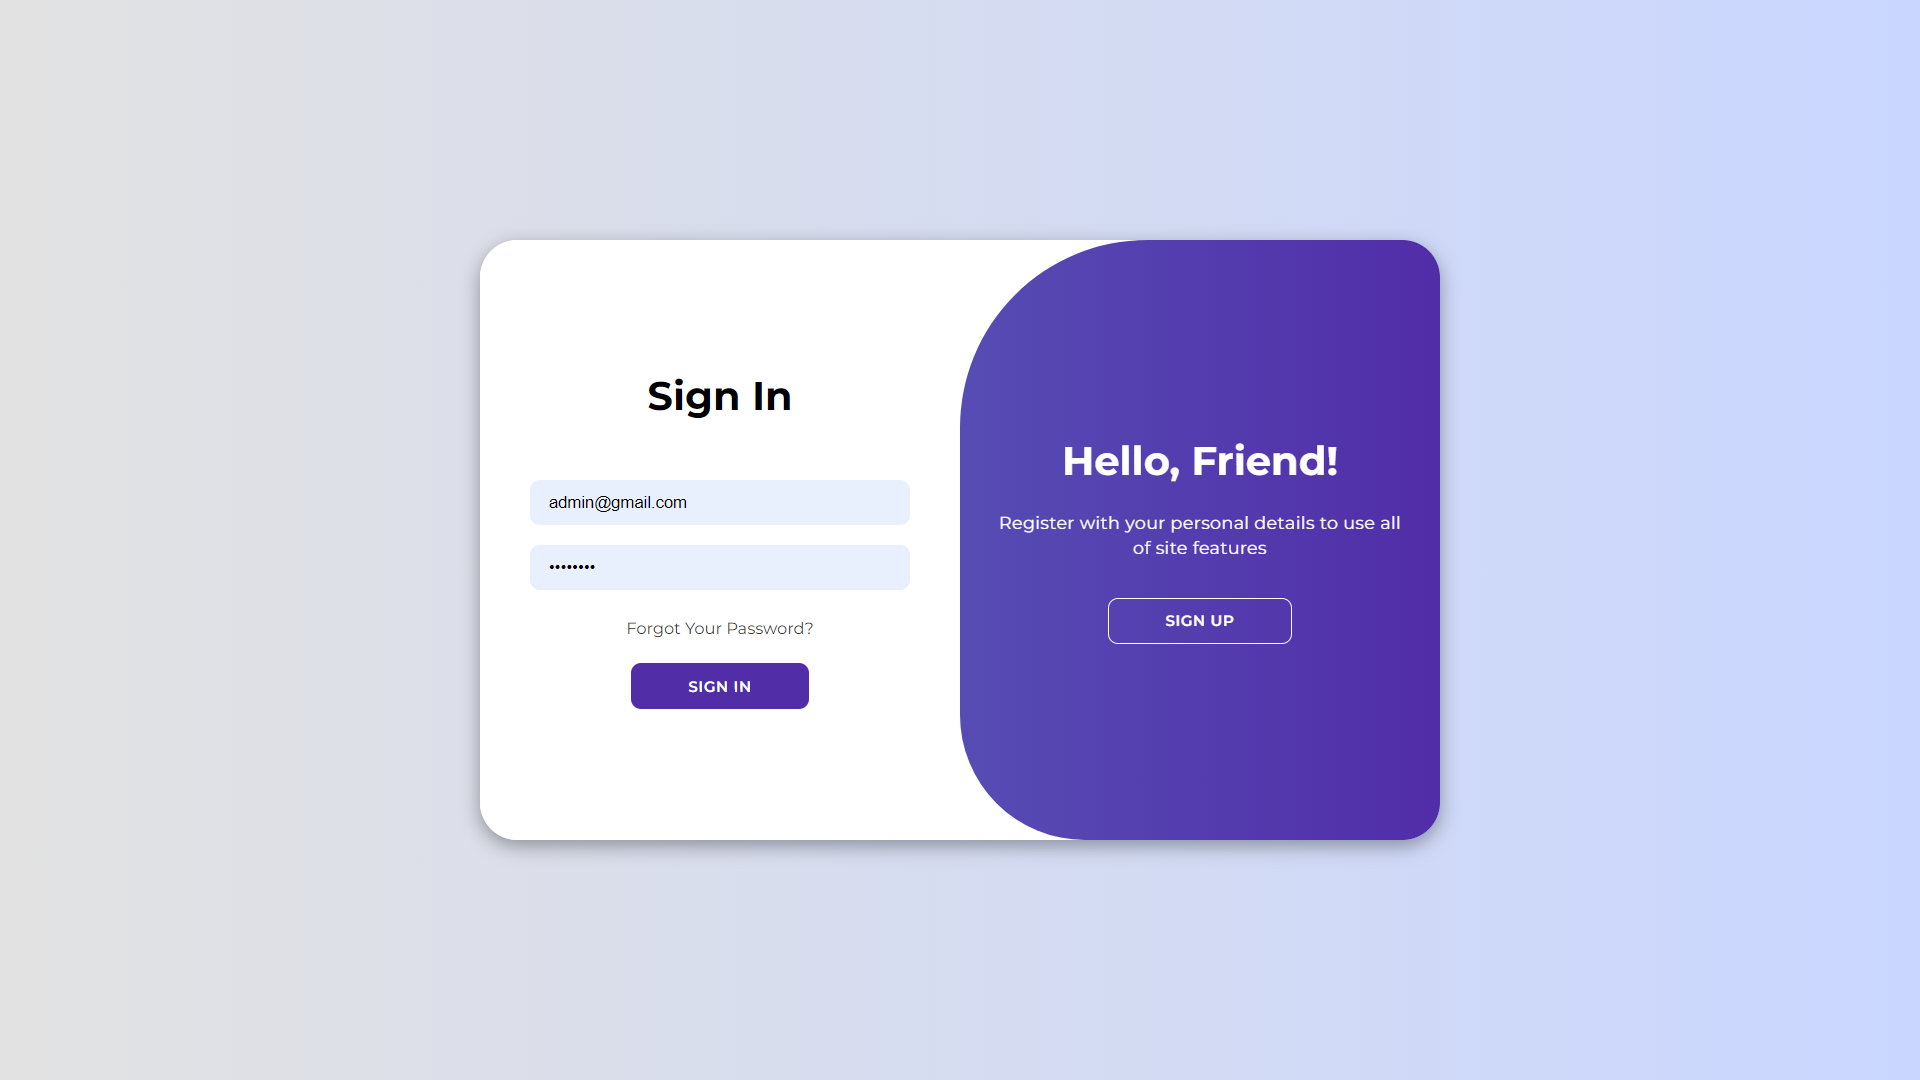 Sign In
admin@gmail.com
••••••••
Forgot Your Password?
SIGN IN
Hello, Friend!
Register with your personal details to use all
of site features
SIGN UP